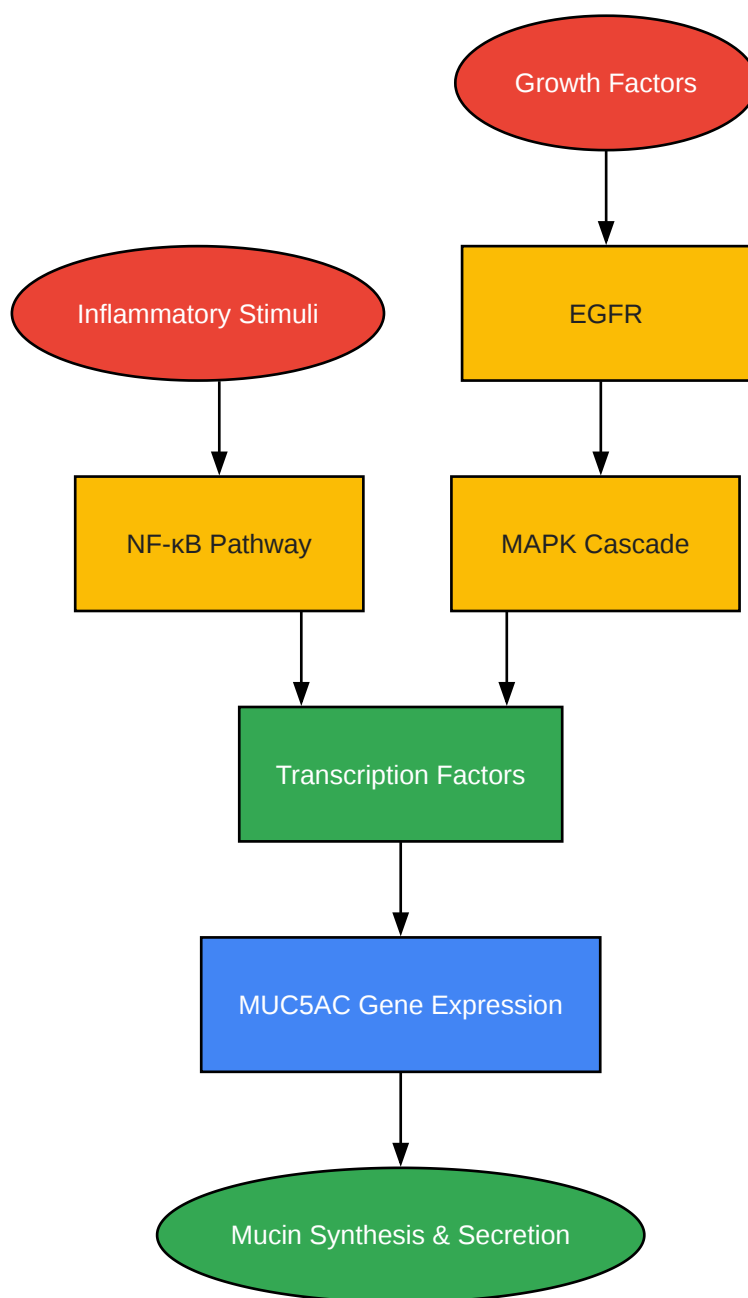 Growth Factors
Inflammatory Stimuli
EGFR
NF-κB Pathway
MAPK Cascade
Transcription Factors
MUC5AC Gene Expression
Mucin Synthesis & Secretion